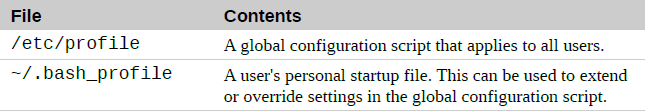 File Contents
/etc/profile A global configuration script that applies to all users.
~/.bash_profile A user's personal startup file. This can be used to extend
or override settings in the global configuration script.